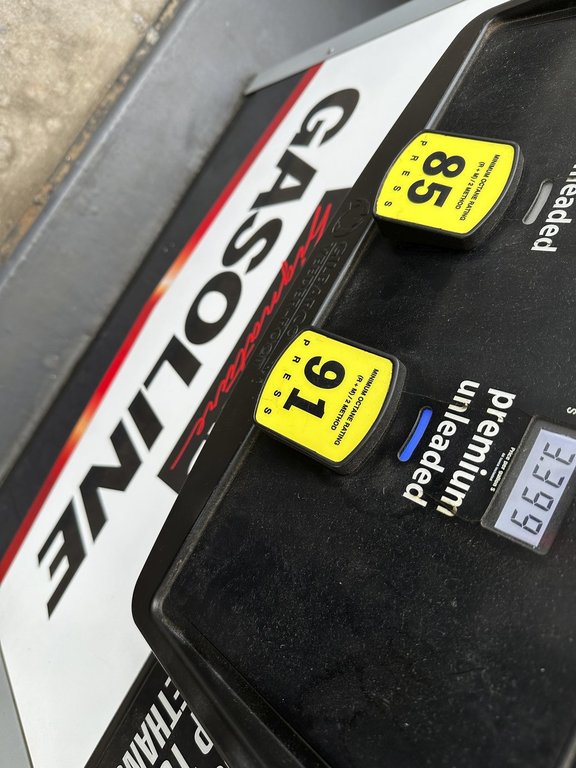 GASOLINE
Signature
85
PRESS
MINIMUM OCTANE RATING
(R + M) / 2 METHOD
unleaded
91
PRESS
MINIMUM OCTANE RATING
(R + M) / 2 METHOD
premium
unleaded
3.399